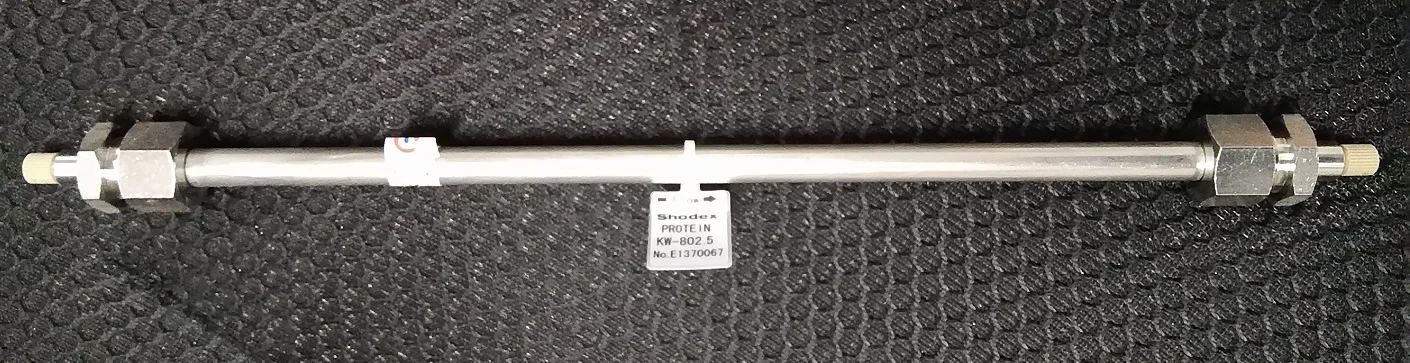 Shodex
PROTEIN
KW-802.5
No.E1370067